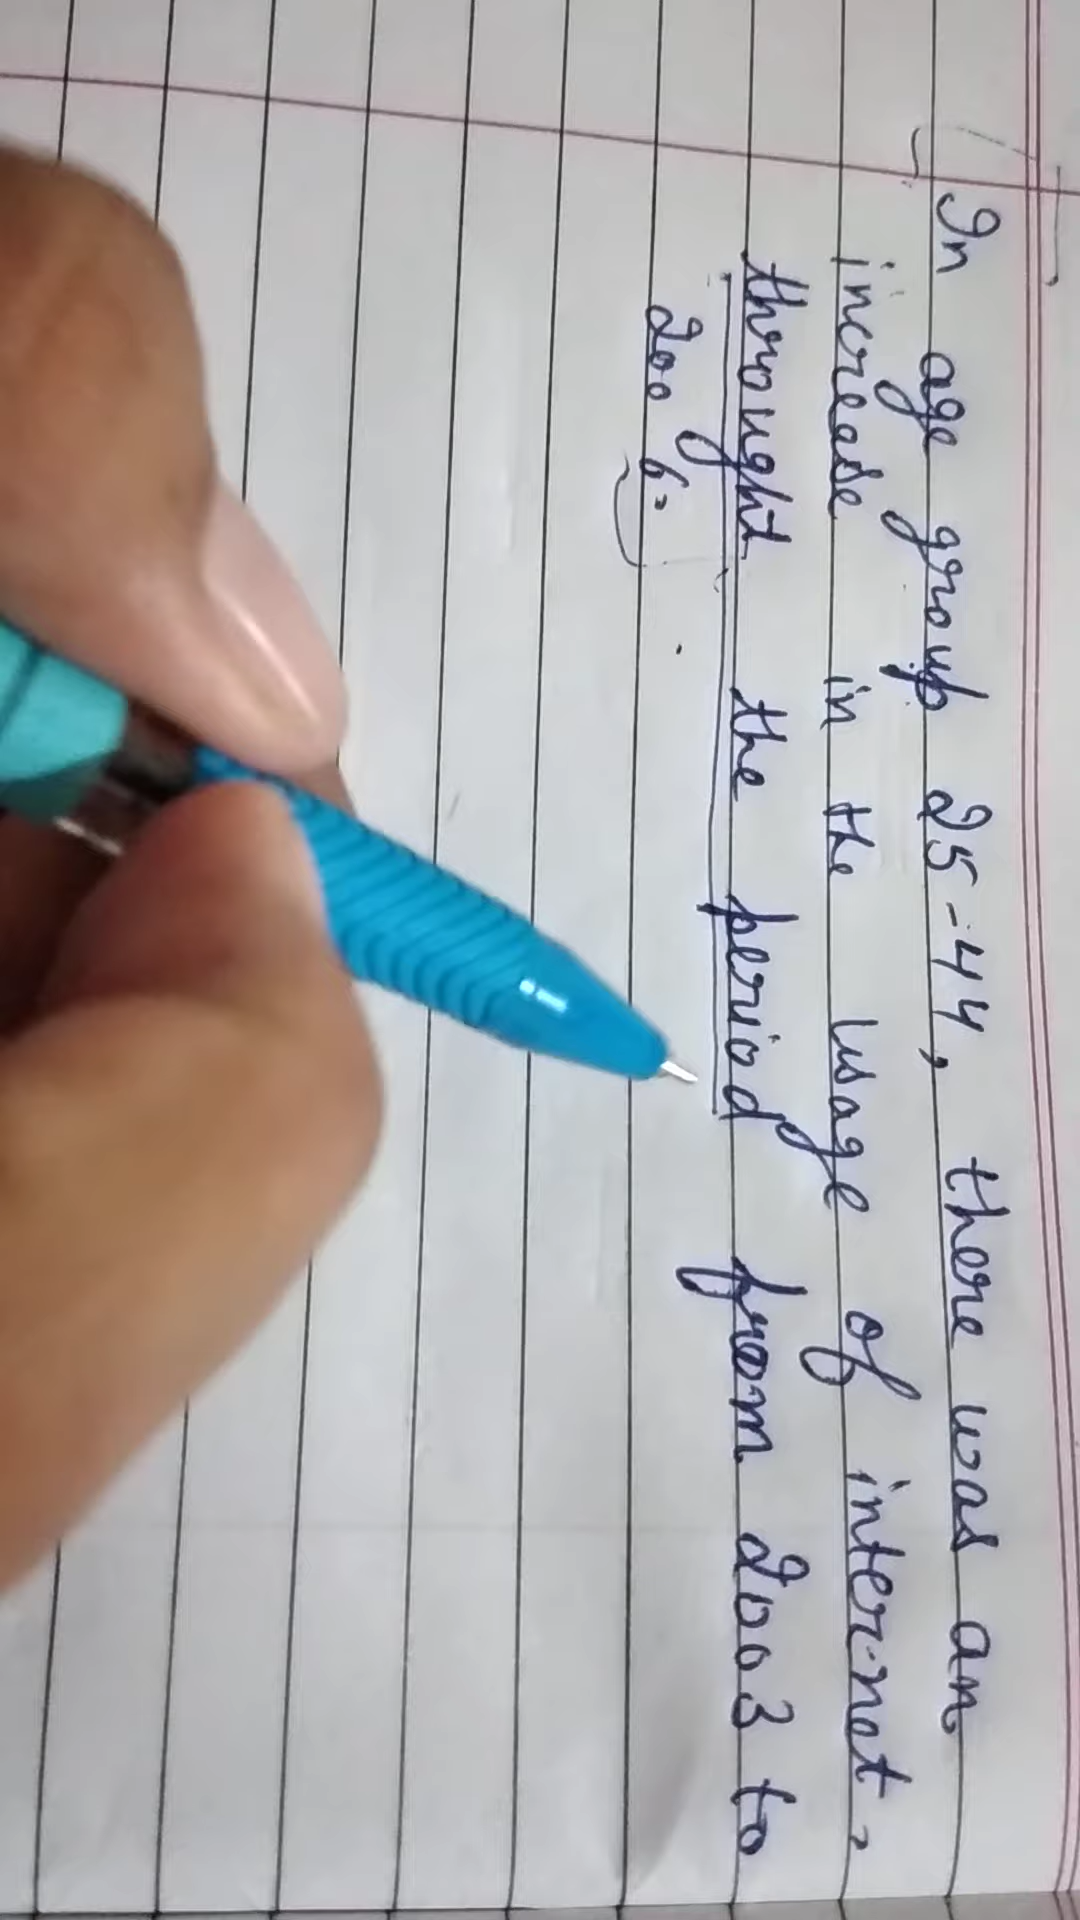 In age group 25-44, there was an
increase in the usage of internet,
throught the period from 2003 to
2006.